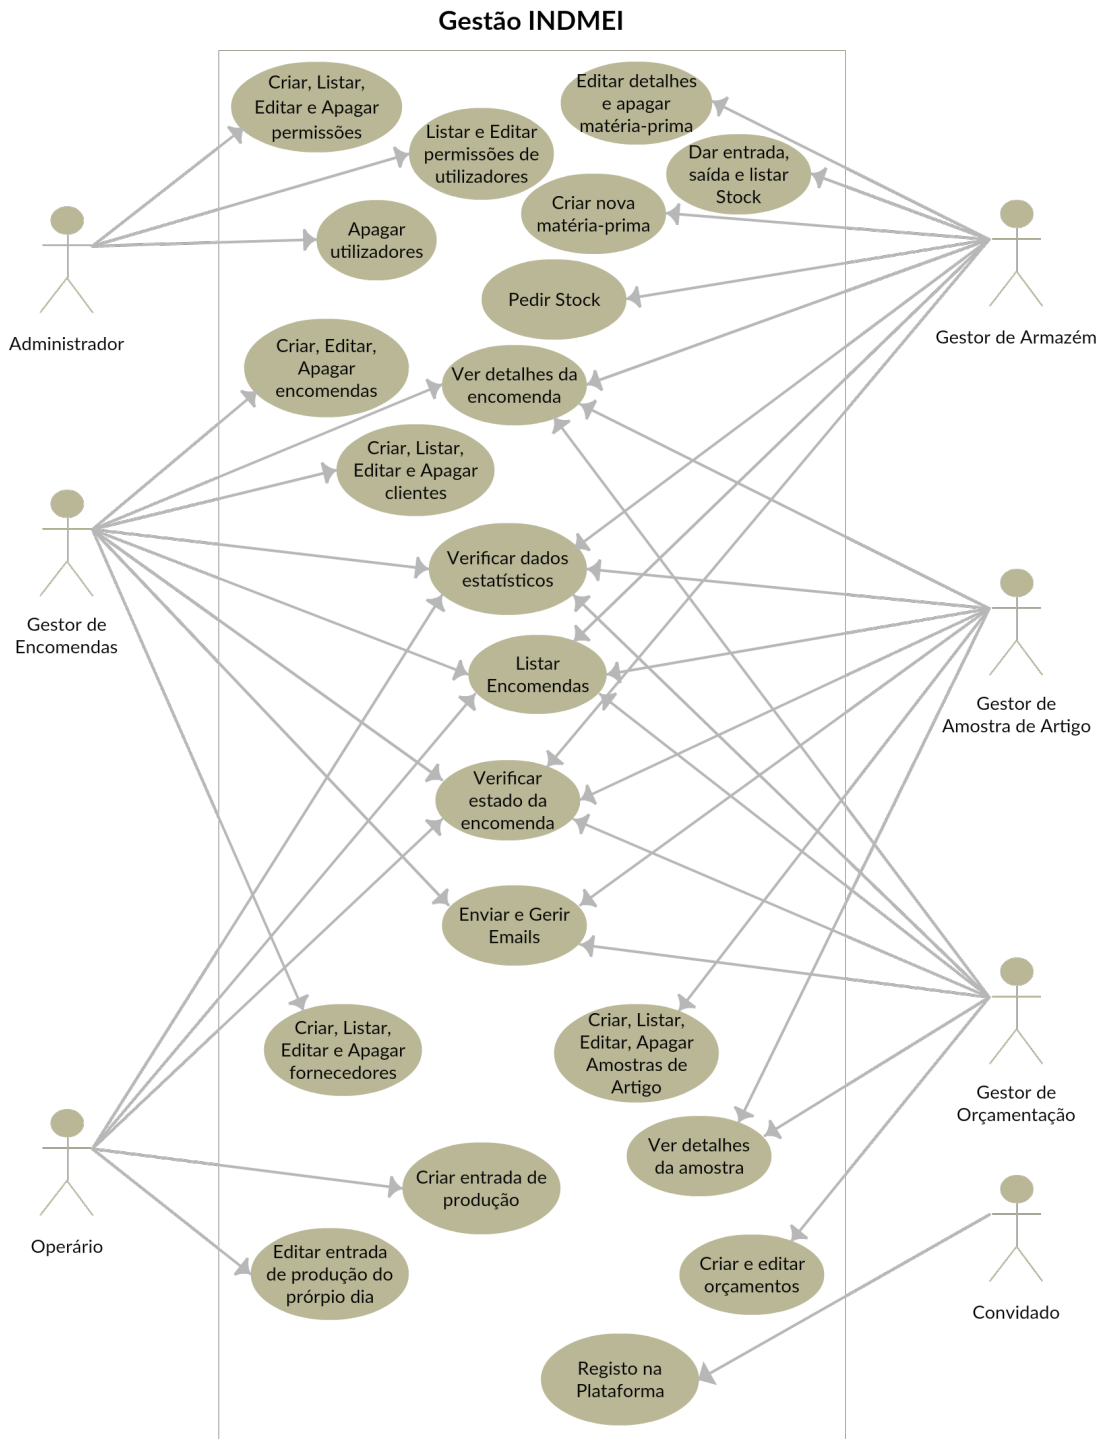 Gestão INDMEI
Criar, Listar,
Editar e Apagar
permissões
Editar detalhes
e apagar
matéria-prima
Listar e Editar
permissões de
utilizadores
Dar entrada,
saída e listar
Stock
Criar nova
matéria-prima
Apagar
utilizadores
Pedir Stock
Administrador
Gestor de Armazém
Criar, Editar,
Apagar
encomendas
Ver detalhes da
encomenda
Criar, Listar,
Editar e Apagar
clientes
Verificar dados
estatísticos
Gestor de
Encomendas
Listar
Encomendas
Gestor de
Amostra de Artigo
Verificar
estado da
encomenda
Enviar e Gerir
Emails
Criar, Listar,
Editar e Apagar
fornecedores
Criar, Listar,
Editar, Apagar
Amostras de
Artigo
Gestor de
Orçamentação
Ver detalhes
da amostra
Criar entrada de
produção
Operário
Editar entrada
de produção do
prórpio dia
Criar e editar
orçamentos
Convidado
Registo na
Plataforma